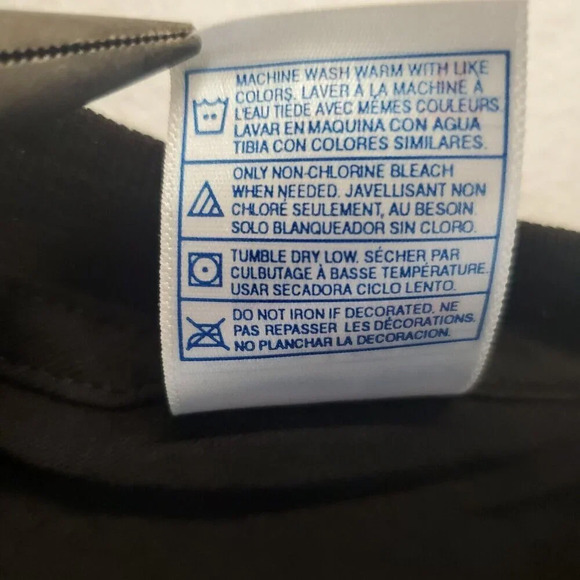 MACHINE WASH WARM WITH LIKE
COLORS. LAVER À LA MACHINE À
L'EAU TIÈDE AVEC MÊMES COULEURS
LAVAR EN MAQUINA CON AGUA
TIBIA CON COLORES SIMILARES.
ONLY NON-CHLORINE BLEACH
WHEN NEEDED. JAVELLISANT NON
CHLORÉ SEULEMENT, AU BESOIN.
SOLO BLANQUEADOR SIN CLORO.
TUMBLE DRY LOW. SÉCHER PAR
CULBUTAGE À BASSE TEMPÉRATURE.
USAR SECADORA CICLO LENTO.
DO NOT IRON IF DECORATED. NE
PAS REPASSER LES DÉCORATIONS.
NO PLANCHAR LA DECORACION.